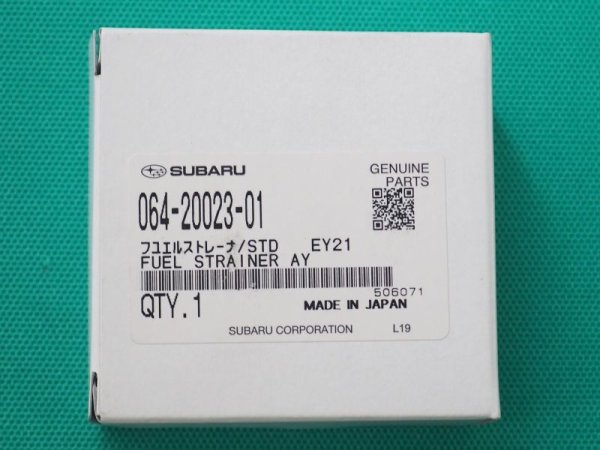 SUBARU
GENUINE
PARTS
064-20023-01
フユエルストレーナ/STD EY21
FUEL STRAINER AY
506071
QTY.1
MADE IN JAPAN
SUBARU CORPORATION L19